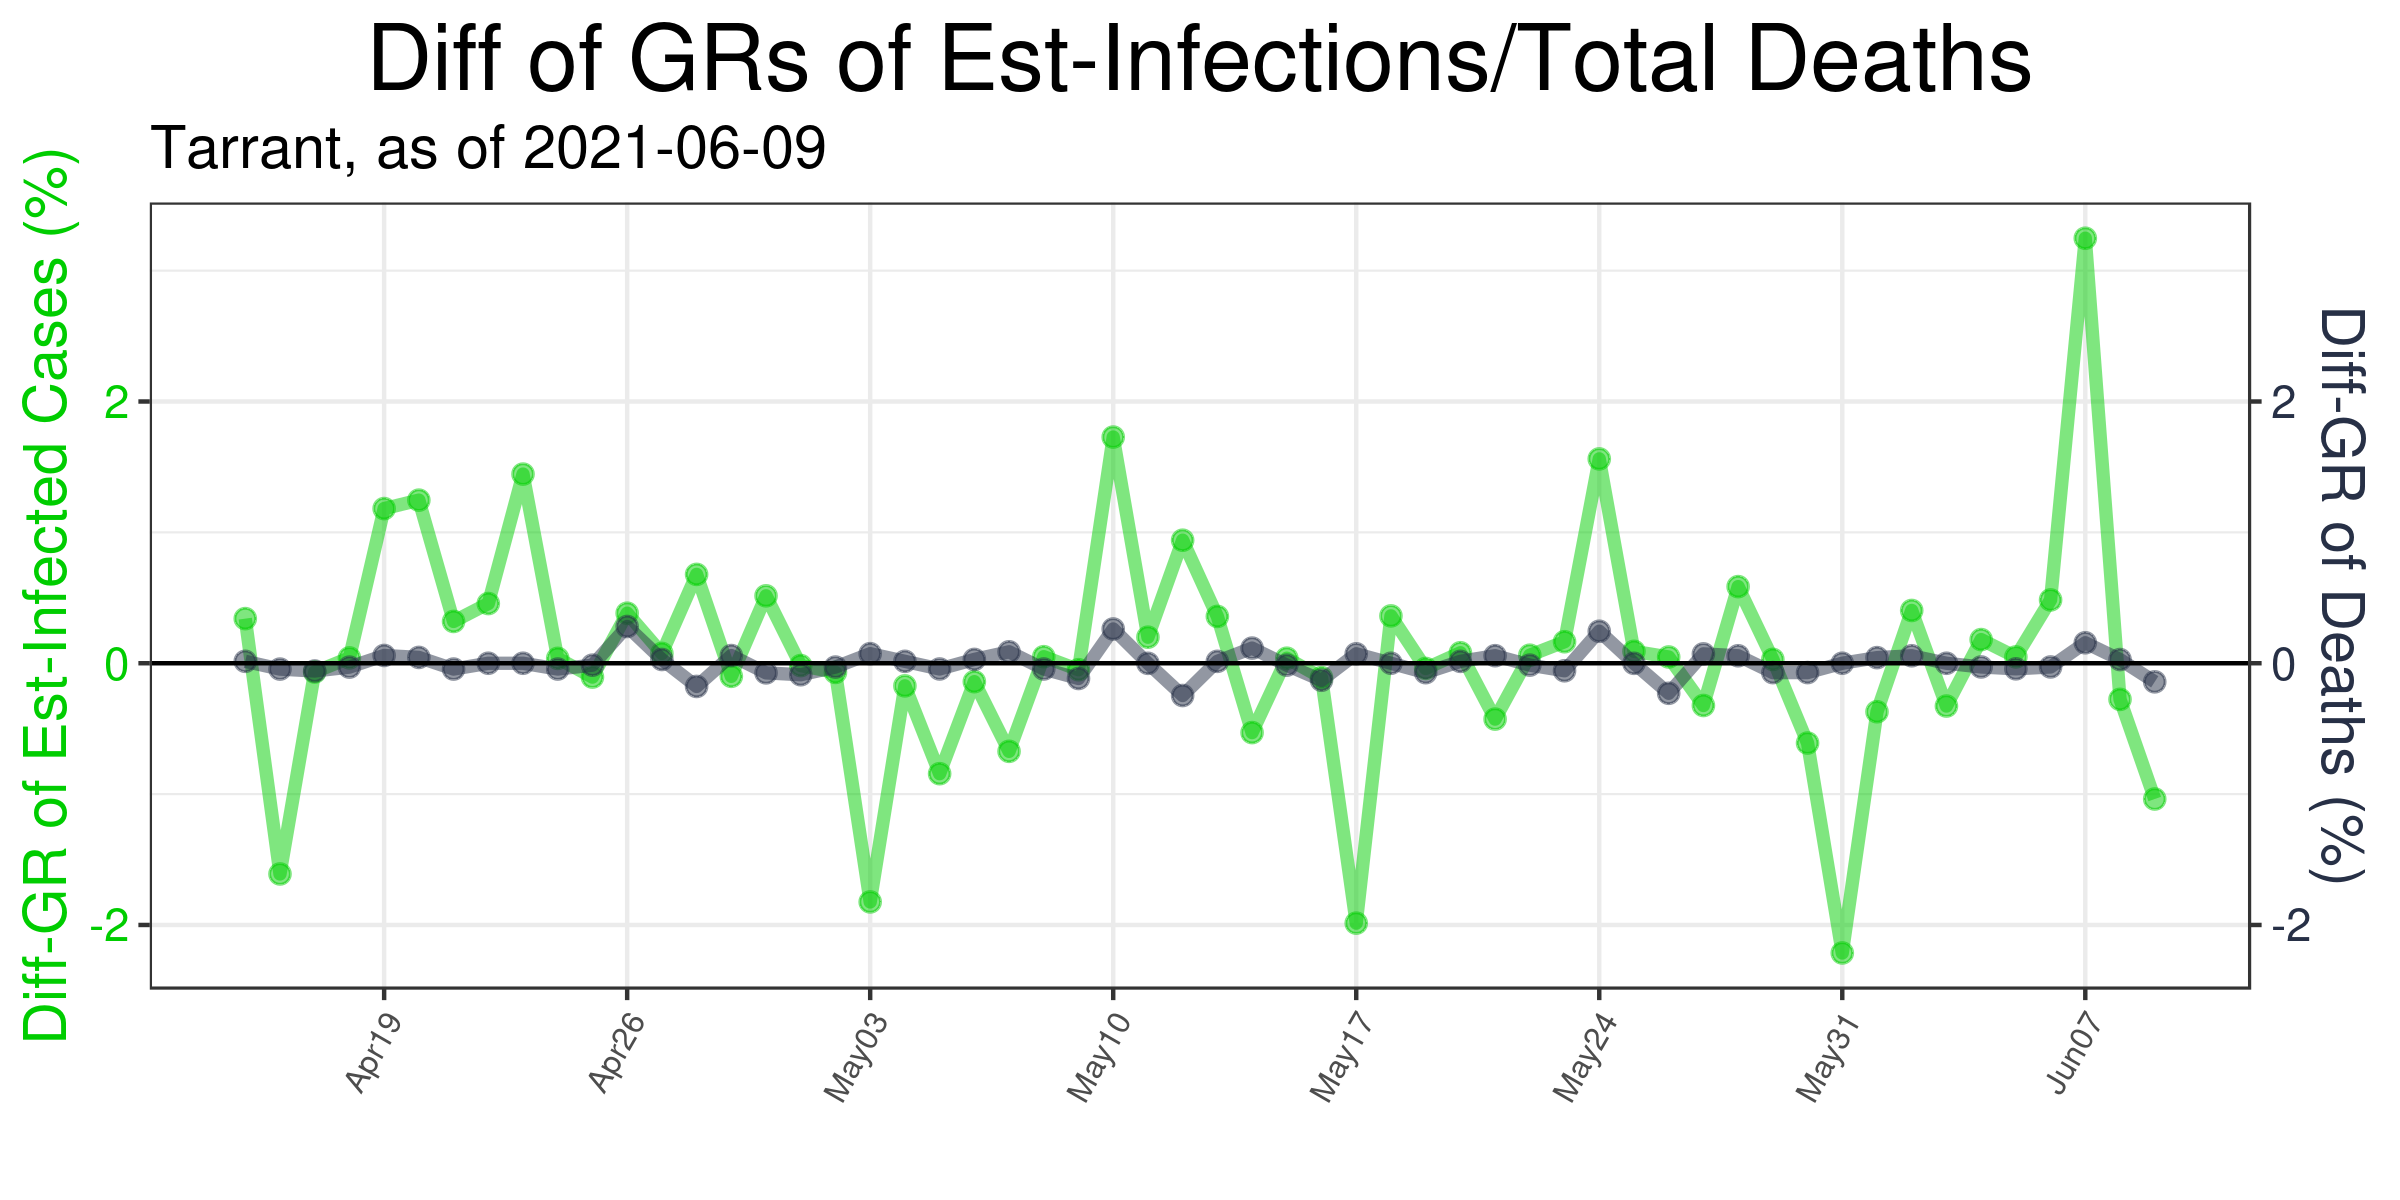 Diff of GRs of Est-Infections/Total Deaths
Tarrant, as of 2021-06-09
Diff-GR of Est-Infected Cases (%)
2
0
-2
2
0
-2
Diff-GR of Deaths (%)
Apr19
Apr26
May03
May10
May17
May24
May31
Jun07